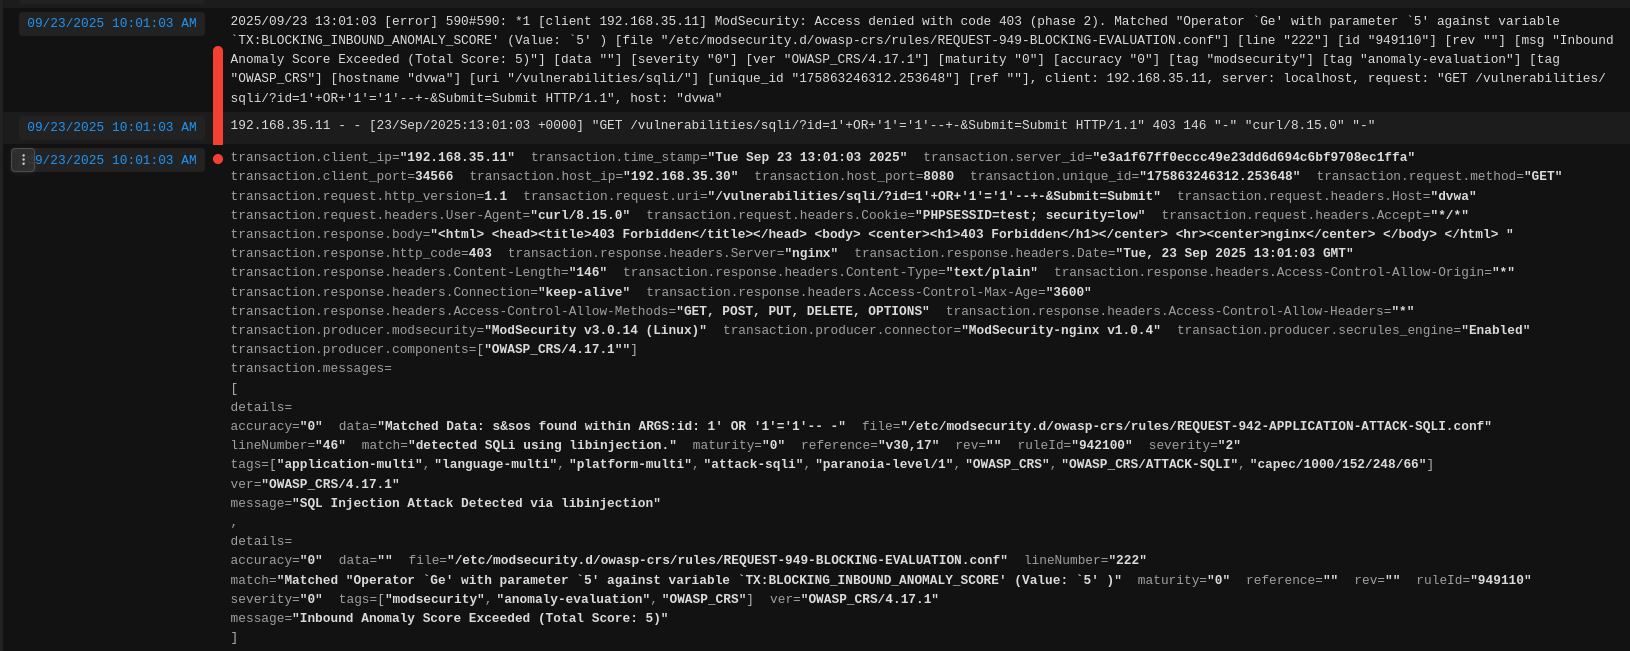 09/23/2025 10:01:03 AM
2025/09/23 13:01:03 [error] 590#590: *1 [client 192.168.35.11] ModSecurity: Access denied with code 403 (phase 2). Matched "Operator `Ge' with parameter `5' against variable
`TX:BLOCKING_INBOUND_ANOMALY_SCORE' (Value: `5' ) [file "/etc/modsecurity.d/owasp-crs/rules/REQUEST-949-BLOCKING-EVALUATION.conf"] [line "222"] [id "949110"] [rev ""] [msg "Inbound
Anomaly Score Exceeded (Total Score: 5)"] [data ""] [severity "0"] [ver "OWASP_CRS/4.17.1"] [maturity "0"] [accuracy "0"] [tag "modsecurity"] [tag "anomaly-evaluation"] [tag
"OWASP_CRS"] [hostname "dvwa"] [uri "/vulnerabilities/sqli/"] [unique_id "175863246312.253648"] [ref ""], client: 192.168.35.11, server: localhost, request: "GET /vulnerabilities/
sqli/?id=1'+OR+'1'='1'--+-&Submit=Submit HTTP/1.1", host: "dvwa"
09/23/2025 10:01:03 AM
192.168.35.11 - - [23/Sep/2025:13:01:03 +0000] "GET /vulnerabilities/sqli/?id=1'+OR+'1'='1'--+-&Submit=Submit HTTP/1.1" 403 146 "-" "curl/8.15.0" "-"
9/23/2025 10:01:03 AM
transaction.client_ip="192.168.35.11" transaction.time_stamp="Tue Sep 23 13:01:03 2025" transaction.server_id="e3a1f67ff0eccc49e23dd6d694c6bf9708ec1ffa"
transaction.client_port=34566 transaction.host_ip="192.168.35.30" transaction.host_port=8080 transaction.unique_id="175863246312.253648" transaction.request.method="GET"
transaction.request.http_version=1.1 transaction.request.uri="/vulnerabilities/sqli/?id=1'+OR+'1'='1'--+-&Submit=Submit" transaction.request.headers.Host="dvwa"
transaction.request.headers.User-Agent="curl/8.15.0" transaction.request.headers.Cookie="PHPSESSID=test; security=low" transaction.request.headers.Accept="*/*"
transaction.response.body="<html> <head><title>403 Forbidden</title></head> <body> <center><h1>403 Forbidden</h1></center> <hr><center>nginx</center> </body> </html> "
transaction.response.http_code=403 transaction.response.headers.Server="nginx" transaction.response.headers.Date="Tue, 23 Sep 2025 13:01:03 GMT"
transaction.response.headers.Content-Length="146" transaction.response.headers.Content-Type="text/plain" transaction.response.headers.Access-Control-Allow-Origin="*"
transaction.response.headers.Connection="keep-alive" transaction.response.headers.Access-Control-Max-Age="3600"
transaction.response.headers.Access-Control-Allow-Methods="GET, POST, PUT, DELETE, OPTIONS" transaction.response.headers.Access-Control-Allow-Headers="*"
transaction.producer.modsecurity="ModSecurity v3.0.14 (Linux)" transaction.producer.connector="ModSecurity-nginx v1.0.4" transaction.producer.secrules_engine="Enabled"
transaction.producer.components=["OWASP_CRS/4.17.1""]
transaction.messages=
[
details=
accuracy="0" data="Matched Data: s&sos found within ARGS:id: 1' OR '1'='1'-- -" file="/etc/modsecurity.d/owasp-crs/rules/REQUEST-942-APPLICATION-ATTACK-SQLI.conf"
lineNumber="46" match="detected SQLi using libinjection." maturity="0" reference="v30,17" rev="" ruleId="942100" severity="2"
tags=["application-multi","language-multi","platform-multi","attack-sqli","paranoia-level/1","OWASP_CRS","OWASP_CRS/ATTACK-SQLI","capec/1000/152/248/66"]
ver="OWASP_CRS/4.17.1"
message="SQL Injection Attack Detected via libinjection"
,
details=
accuracy="0" data="" file="/etc/modsecurity.d/owasp-crs/rules/REQUEST-949-BLOCKING-EVALUATION.conf" lineNumber="222"
match="Matched "Operator `Ge' with parameter `5' against variable `TX:BLOCKING_INBOUND_ANOMALY_SCORE' (Value: `5' )" maturity="0" reference="" rev="" ruleId="949110"
severity="0" tags=["modsecurity","anomaly-evaluation","OWASP_CRS"] ver="OWASP_CRS/4.17.1"
message="Inbound Anomaly Score Exceeded (Total Score: 5)"
]